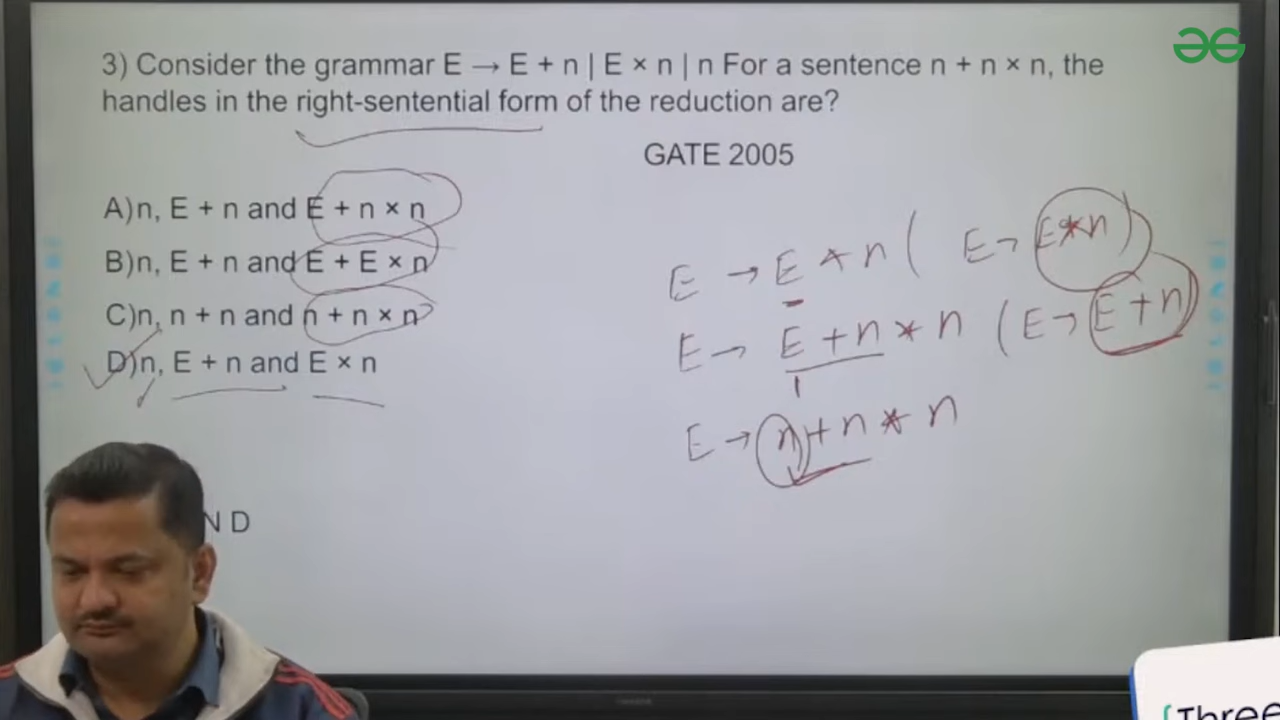 3) Consider the grammar E → E + n | E × n | n For a sentence n + n × n, the
handles in the right-sentential form of the reduction are?
GATE 2005
A)n, E + n and E + n × n
B)n, E + n and E + E × n
C)n, n + n and n + n × n
D)n, E + n and E × n
E → E * n ( E → E*n )
E → E + n * n ( E → E + n )
E → n + n * n
N D
{Three